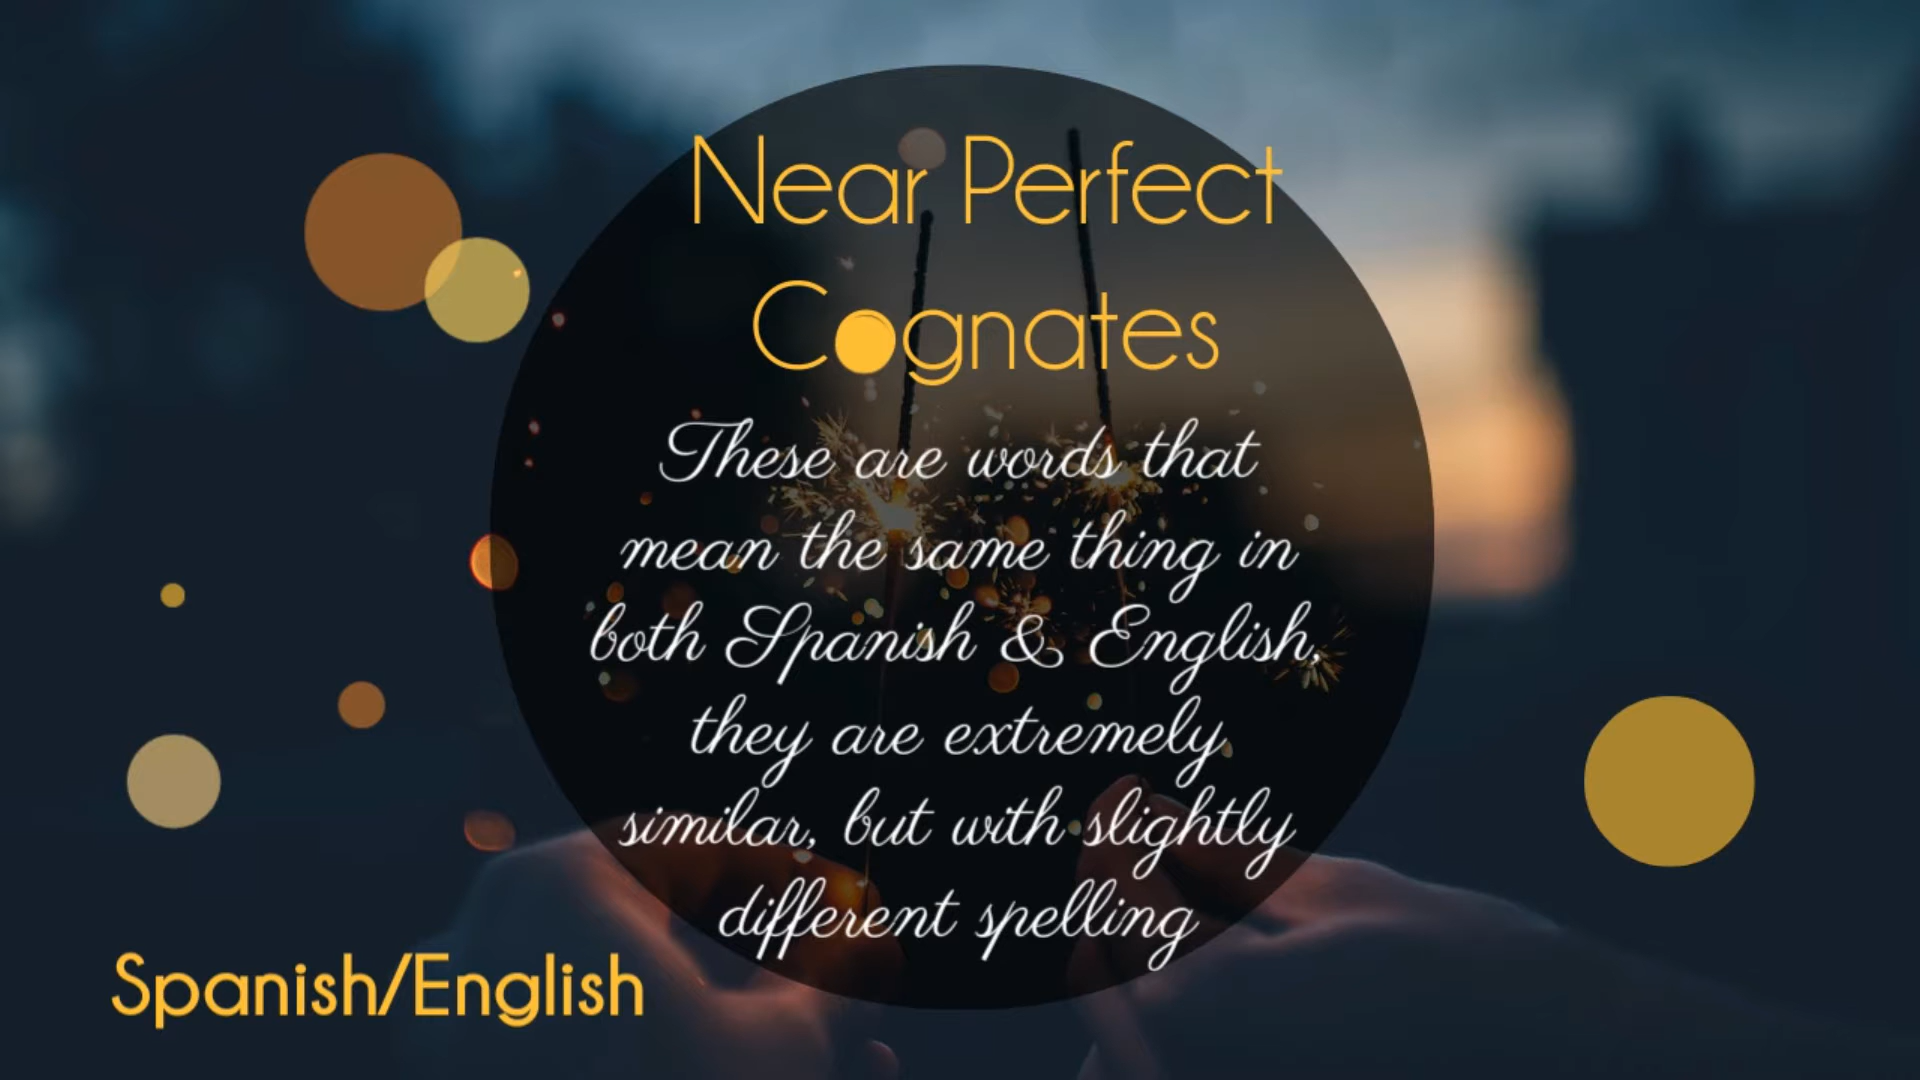 Near Perfect
Cognates
These are words that
mean the same thing in
both Spanish & English,
they are extremely
similar, but with slightly
different spelling
Spanish/English